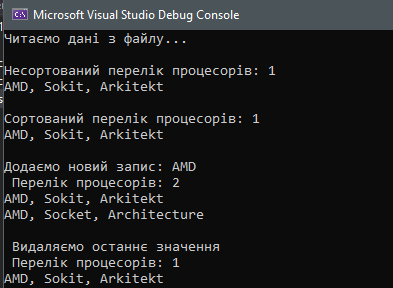 Microsoft Visual Studio Debug Console
Читаємо дані з файлу...
Несортований перелік процесорів: 1
AMD, Sokit, Arkitekt
Сортований перелік процесорів: 1
AMD, Sokit, Arkitekt
Додаємо новий запис: AMD
Перелік процесорів: 2
AMD, Sokit, Arkitekt
AMD, Socket, Architecture
Видаляємо останнє значення
Перелік процесорів: 1
AMD, Sokit, Arkitekt